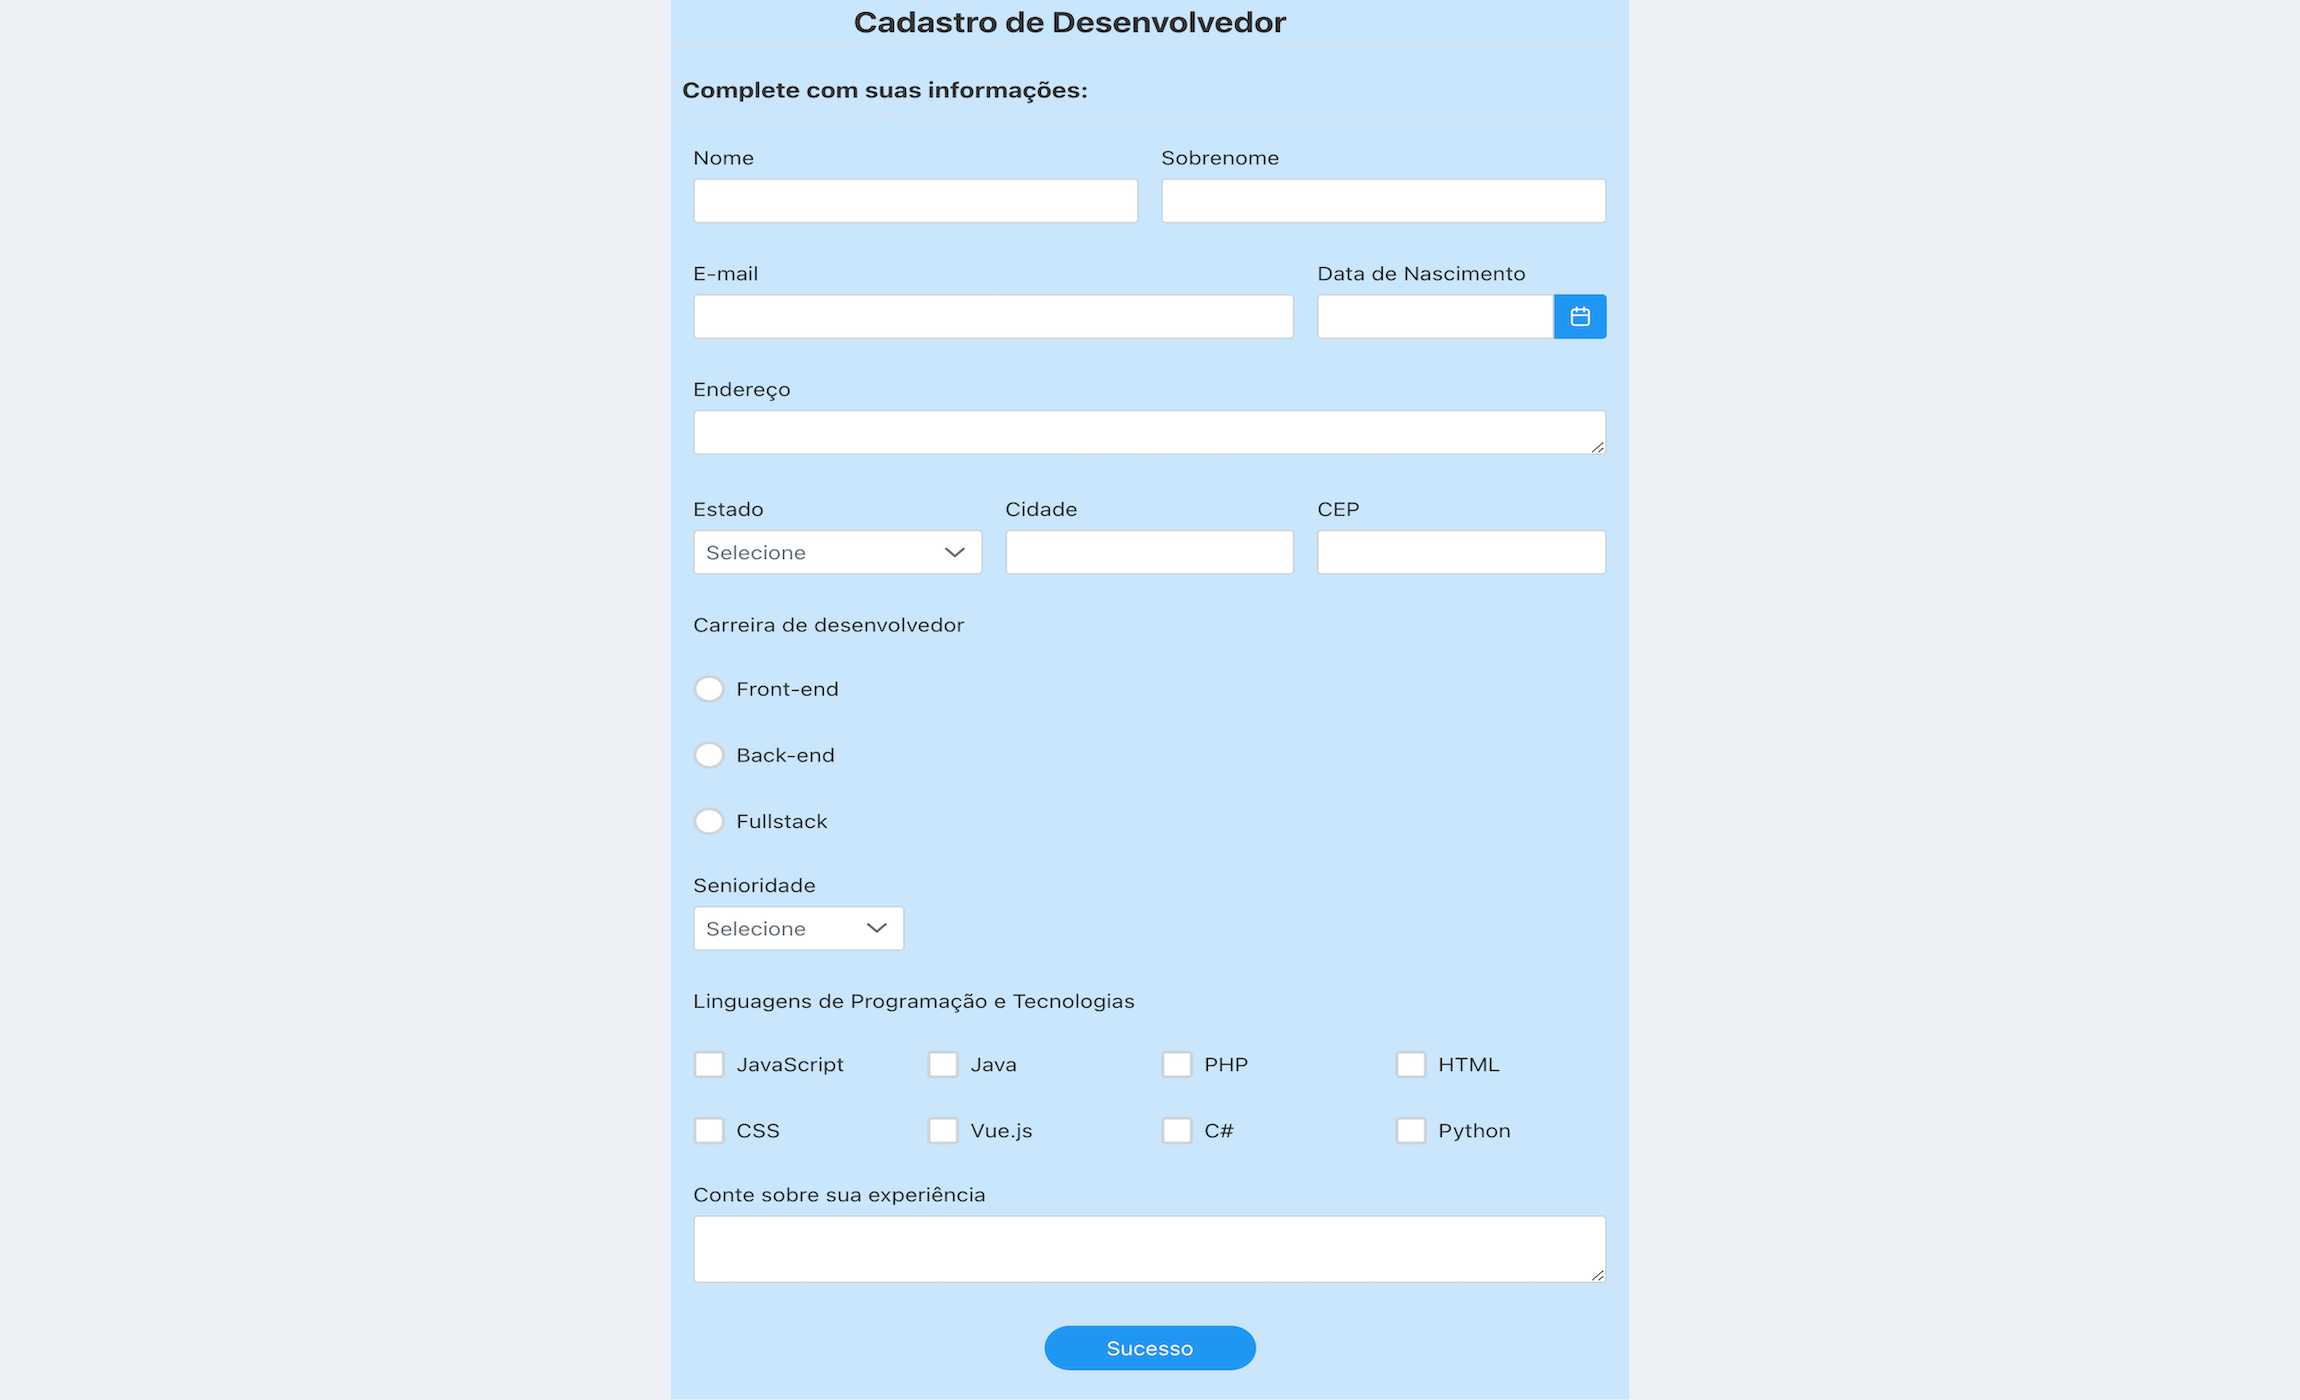 Cadastro de Desenvolvedor
Complete com suas informações:
Nome Sobrenome
E-mail Data de Nascimento
Endereço
Estado Cidade CEP
Selecione
Carreira de desenvolvedor
Front-end
Back-end
Fullstack
Senioridade
Selecione
Linguagens de Programação e Tecnologias
JavaScript Java PHP HTML
CSS Vue.js C# Python
Conte sobre sua experiência
Sucesso